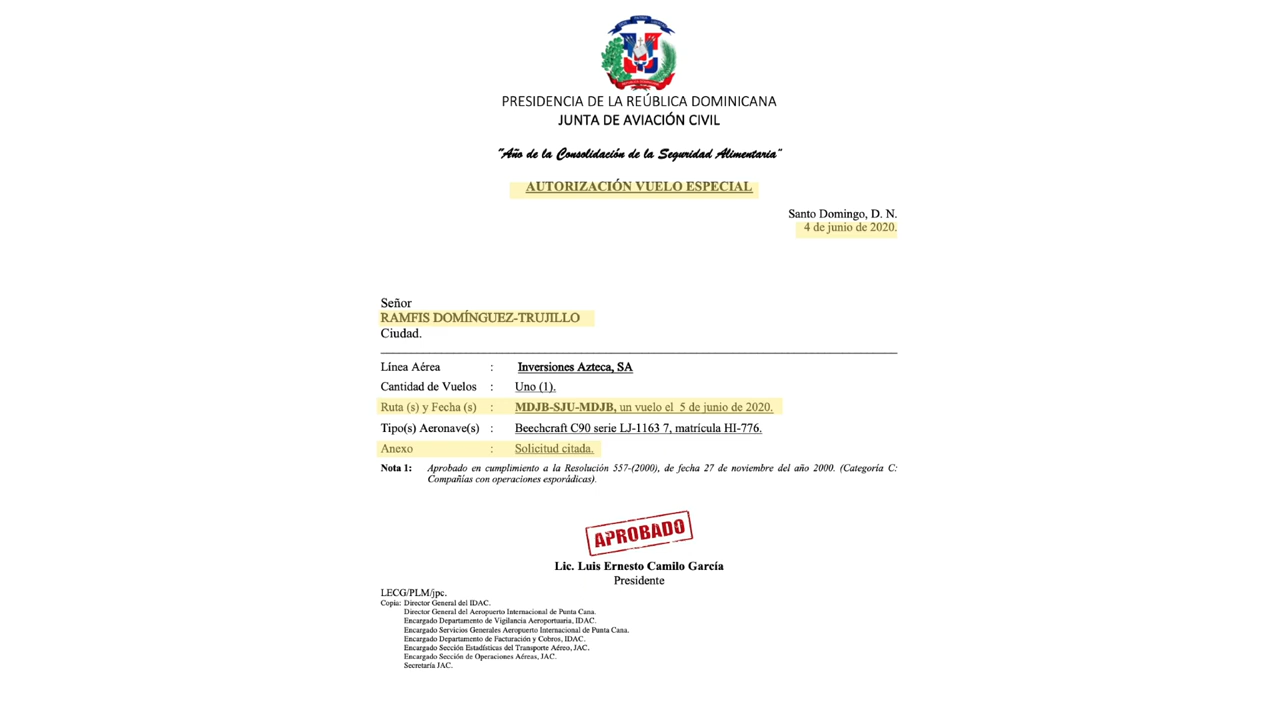 PRESIDENCIA DE LA REÚBLICA DOMINICANA
JUNTA DE AVIACIÓN CIVIL
"Año de la Consolidación de la Seguridad Alimentaria"
AUTORIZACIÓN VUELO ESPECIAL
Santo Domingo, D. N.
4 de junio de 2020.
Señor
RAMFIS DOMÍNGUEZ-TRUJILLO
Ciudad.
Línea Aérea : Inversiones Azteca, SA
Cantidad de Vuelos : Uno (1).
Ruta (s) y Fecha (s) : MDJB-SJU-MDJB, un vuelo el 5 de junio de 2020.
Tipo(s) Aeronave(s) : Beechcraft C90 serie LJ-1163 7, matrícula HI-776.
Anexo : Solicitud citada.
Nota 1: Aprobado en cumplimiento a la Resolución 557-(2000), de fecha 27 de noviembre del año 2000. (Categoría C:
Compañías con operaciones esporádicas).
APROBADO
Lic. Luis Ernesto Camilo García
Presidente
LECG/PLM/jpc.
Copia: Director General del IDAC.
Director General del Aeropuerto Internacional de Punta Cana.
Encargado Departamento de Vigilancia Aeroportuaria, IDAC.
Encargado Servicios Generales Aeropuerto Internacional de Punta Cana.
Encargado Departamento de Facturación y Cobros, IDAC.
Encargado Sección Estadísticas del Transporte Aéreo, JAC.
Encargado Sección de Operaciones Aéreas, JAC.
Secretaría JAC.